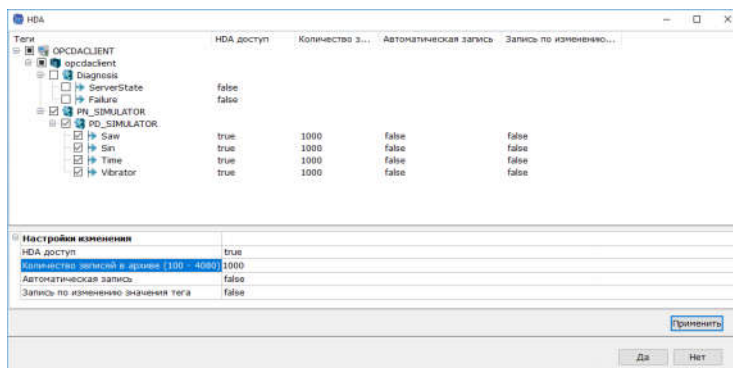 HDA
Теги HDA доступ Количество з... Автоматическая запись Запись по изменению...
OPCDACLIENT
opcdaclient
Diagnosis
ServerState false
Failure false
PN_SIMULATOR
PD_SIMULATOR
Saw true 1000 false false
Sin true 1000 false false
Time true 1000 false false
Vibrator true 1000 false false
Настройки изменения
HDA доступ true
Количество записей в архиве (100 - 4000) 1000
Автоматическая запись false
Запись по изменению значения тега false
Применить
Да Нет